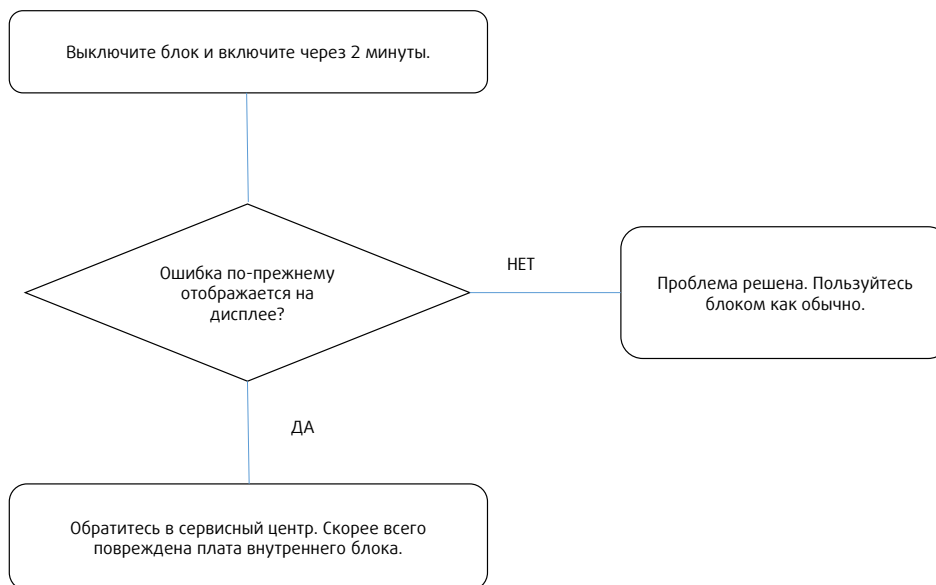 Выключите блок и включите через 2 минуты.
Ошибка по-прежнему
отображается на
дисплее?
НЕТ
Проблема решена. Пользуйтесь
блоком как обычно.
ДА
Обратитесь в сервисный центр. Скорее всего
повреждена плата внутреннего блока.